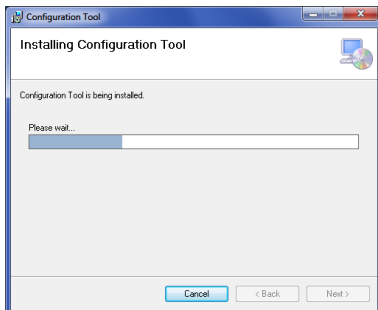 Configuration Tool
Installing Configuration Tool
Configuration Tool is being installed.
Please wait...
Cancel
< Back
Next >